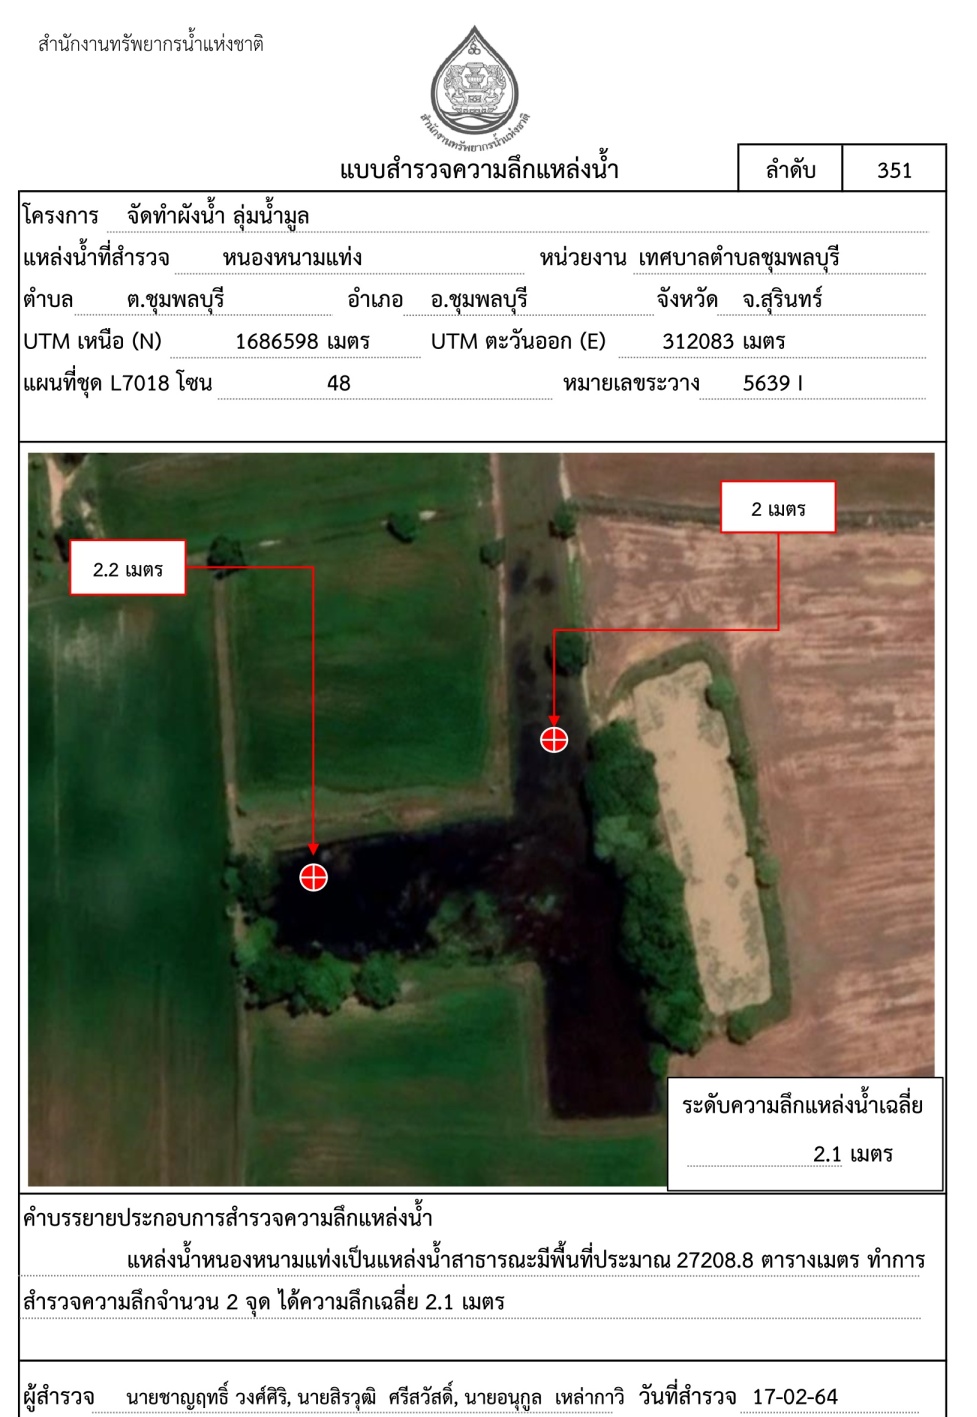 สำนักงานทรัพยากรน้ำแห่งชาติ
สำนักงานทรัพยากรน้ำแห่งชาติ
แบบสำรวจความลึกแหล่งน้ำ
ลำดับ 351
โครงการ จัดทำผังน้ำ ลุ่มน้ำมูล
แหล่งน้ำที่สำรวจ หนองหนามแท่ง หน่วยงาน เทศบาลตำบลชุมพลบุรี
ตำบล ต.ชุมพลบุรี อำเภอ อ.ชุมพลบุรี จังหวัด จ.สุรินทร์
UTM เหนือ (N) 1686598 เมตร UTM ตะวันออก (E) 312083 เมตร
แผนที่ชุด L7018 โซน 48 หมายเลขระวาง 5639 I
2 เมตร
2.2 เมตร
ระดับความลึกแหล่งน้ำเฉลี่ย
2.1 เมตร
คำบรรยายประกอบการสำรวจความลึกแหล่งน้ำ
แหล่งน้ำหนองหนามแท่งเป็นแหล่งน้ำสาธารณะมีพื้นที่ประมาณ 27208.8 ตารางเมตร ทำการ
สำรวจความลึกจำนวน 2 จุด ได้ความลึกเฉลี่ย 2.1 เมตร
ผู้สำรวจ นายชาญฤทธิ์ วงศ์ศิริ, นายสิรวุฒิ ศรีสวัสดิ์, นายอนุกูล เหล่ากาวี วันที่สำรวจ 17-02-64